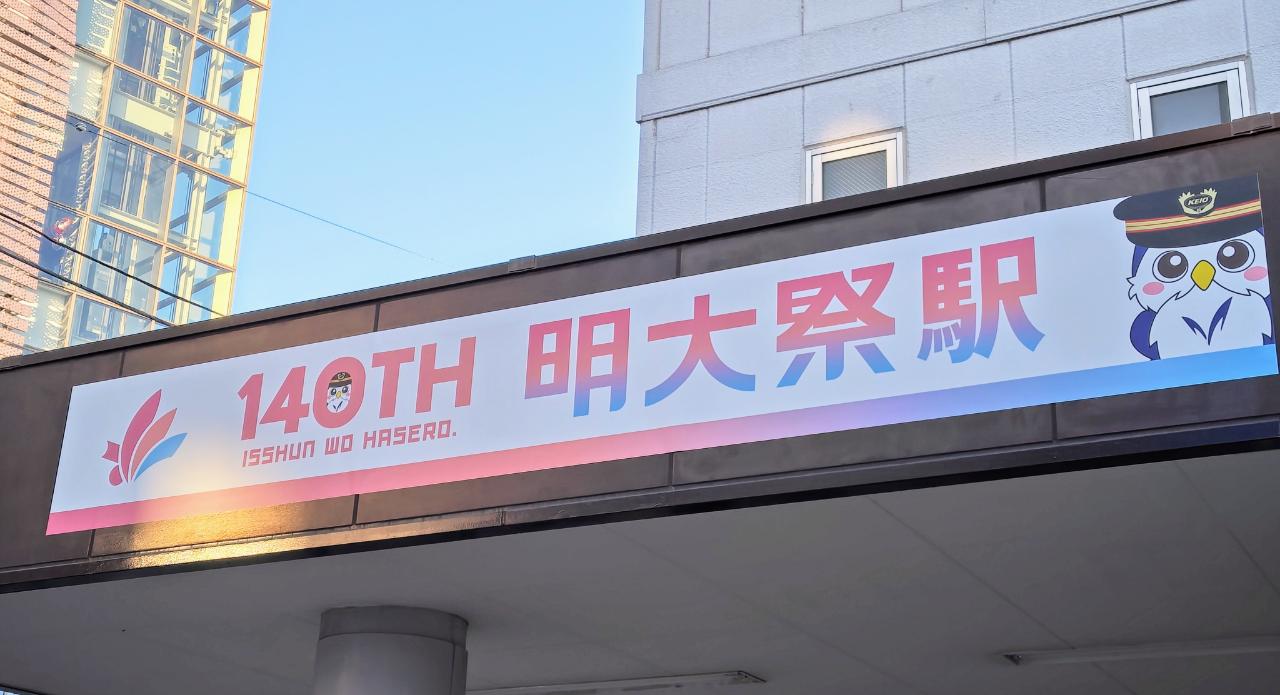 140TH 明大祭駅
ISSHUN WO HASERO.
KEIO